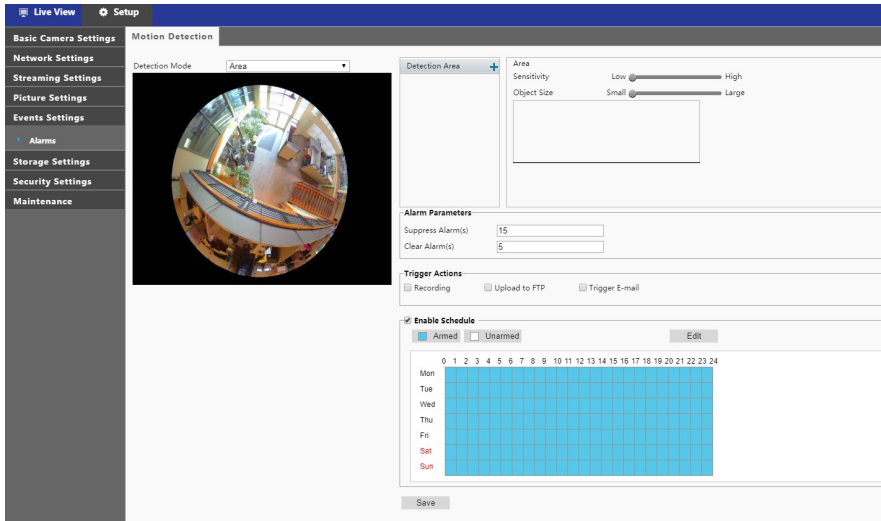 Live View Setup
Basic Camera Settings
Network Settings
Streaming Settings
Picture Settings
Events Settings
Alarms
Storage Settings
Security Settings
Maintenance
Motion Detection
Detection Mode Area
Detection Area
Area
Sensitivity Low High
Object Size Small Large
Alarm Parameters
Suppress Alarm(s) 15
Clear Alarm(s) 5
Trigger Actions
Recording Upload to FTP Trigger E-mail
Enable Schedule
Armed Unarmed Edit
0 1 2 3 4 5 6 7 8 9 10 11 12 13 14 15 16 17 18 19 20 21 22 23 24
Mon
Tue
Wed
Thu
Fri
Sat
Sun
Save